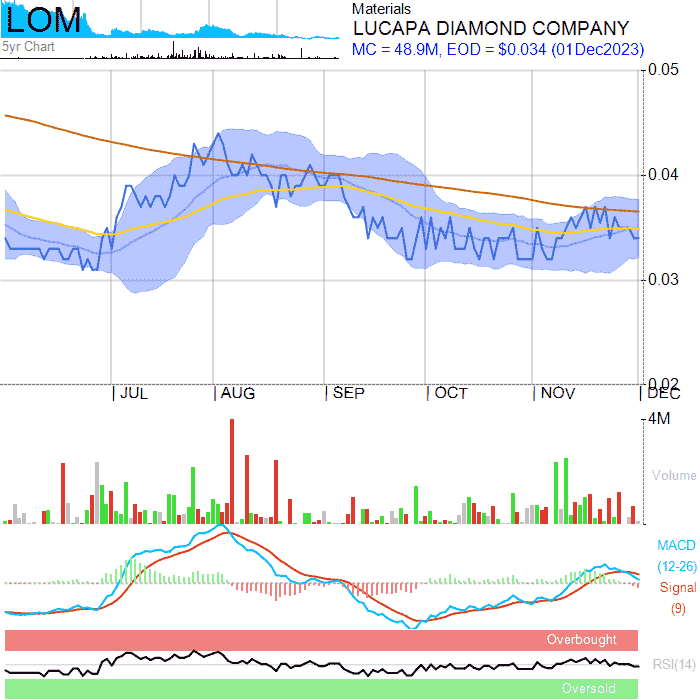 LOM
5yr Chart
Materials
LUCAPA DIAMOND COMPANY
MC = 48.9M, EOD = $0.034 (01Dec2023)
0.05
0.04
0.03
0.02
JUL AUG SEP OCT NOV DEC
4M
Volume
MACD
(12-26)
Signal
(9)
Overbought
RSI(14)
Oversold